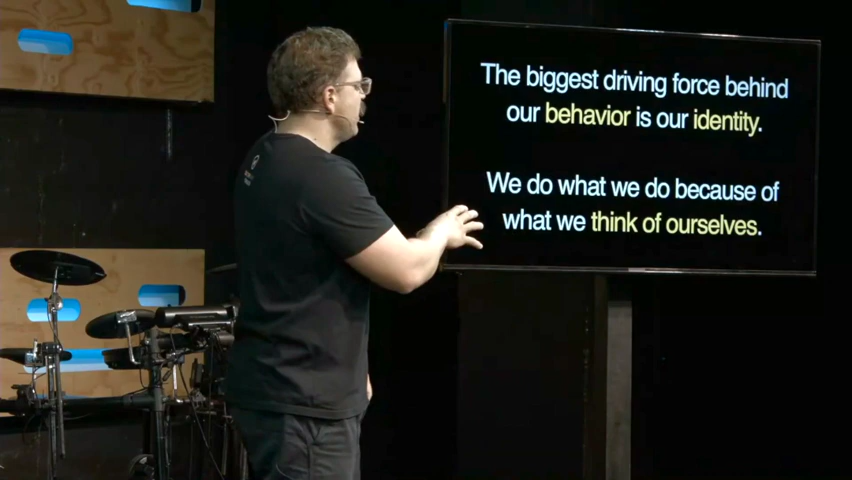 The biggest driving force behind
our behavior is our identity.
We do what we do because of
what we think of ourselves.